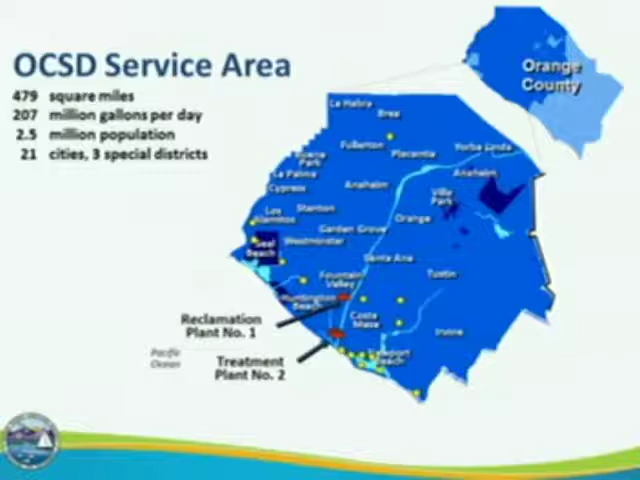 OCSD Service Area
479 square miles
207 million gallons per day
2.5 million population
21 cities, 3 special districts
Orange
County
La Habra
Brea
Fullerton
Placentia
Yorba Linda
Buena
Park
La Palma
Cypress
Anaheim
Anaheim
Villa
Park
Los
Alamitos
Stanton
Orange
Garden Grove
Seal
Beach
Westminster
Santa Ana
Fountain
Valley
Tustin
Huntington
Beach
Costa
Mesa
Irvine
Newport
Beach
Reclamation
Plant No. 1
Pacific
Ocean
Treatment
Plant No. 2